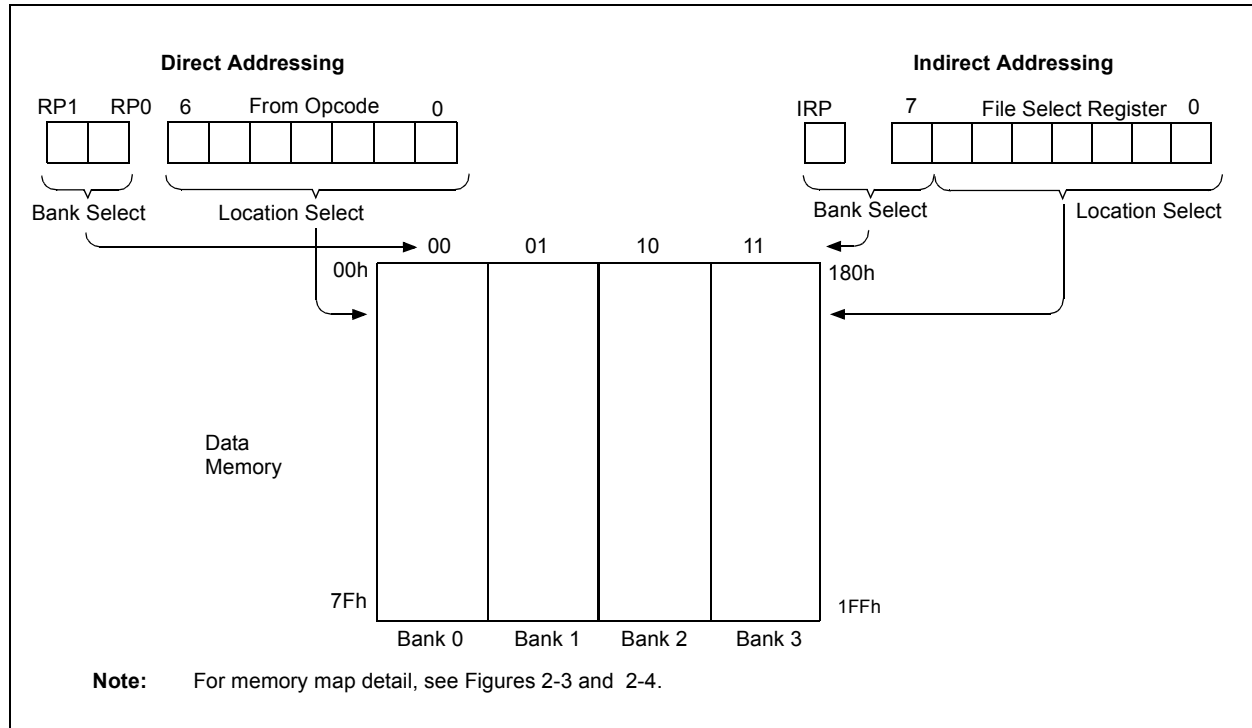 Direct Addressing
Indirect Addressing
RP1 RP0 6 From Opcode 0
IRP 7 File Select Register 0
Bank Select Location Select
Bank Select Location Select
00 01 10 11
00h 180h
Data
Memory
7Fh 1FFh
Bank 0 Bank 1 Bank 2 Bank 3
Note: For memory map detail, see Figures 2-3 and 2-4.